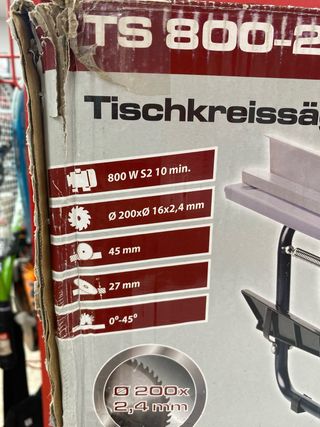 TS 800-2
Tischkreissä
800 W S2 10 min.
Ø 200xØ 16x2,4 mm
45 mm
27 mm
0°-45°
Ø 200x
2,4 mm